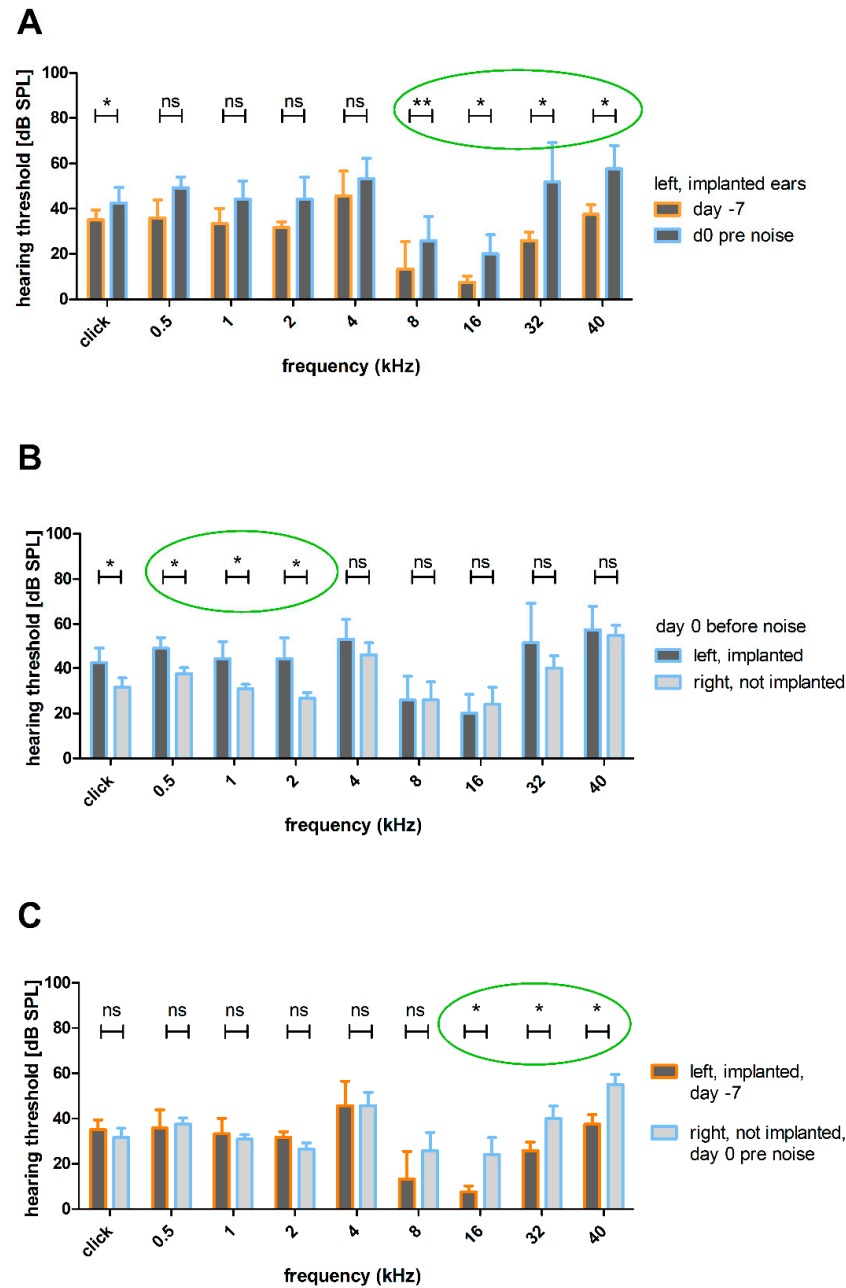 A
100
80
60
40
20
0
hearing threshold [dB SPL]
* ns ns ns ns ** * * *
click 0.5 1 2 4 8 16 32 40
frequency (kHz)
left, implanted ears
day -7
d0 pre noise
B
100
80
60
40
20
0
hearing threshold [dB SPL]
* * * * ns ns ns ns ns
click 0.5 1 2 4 8 16 32 40
frequency (kHz)
day 0 before noise
left, implanted
right, not implanted
C
100
80
60
40
20
0
hearing threshold [dB SPL]
ns ns ns ns ns ns * * *
click 0.5 1 2 4 8 16 32 40
frequency (kHz)
left, implanted,
day -7
right, not implanted,
day 0 pre noise